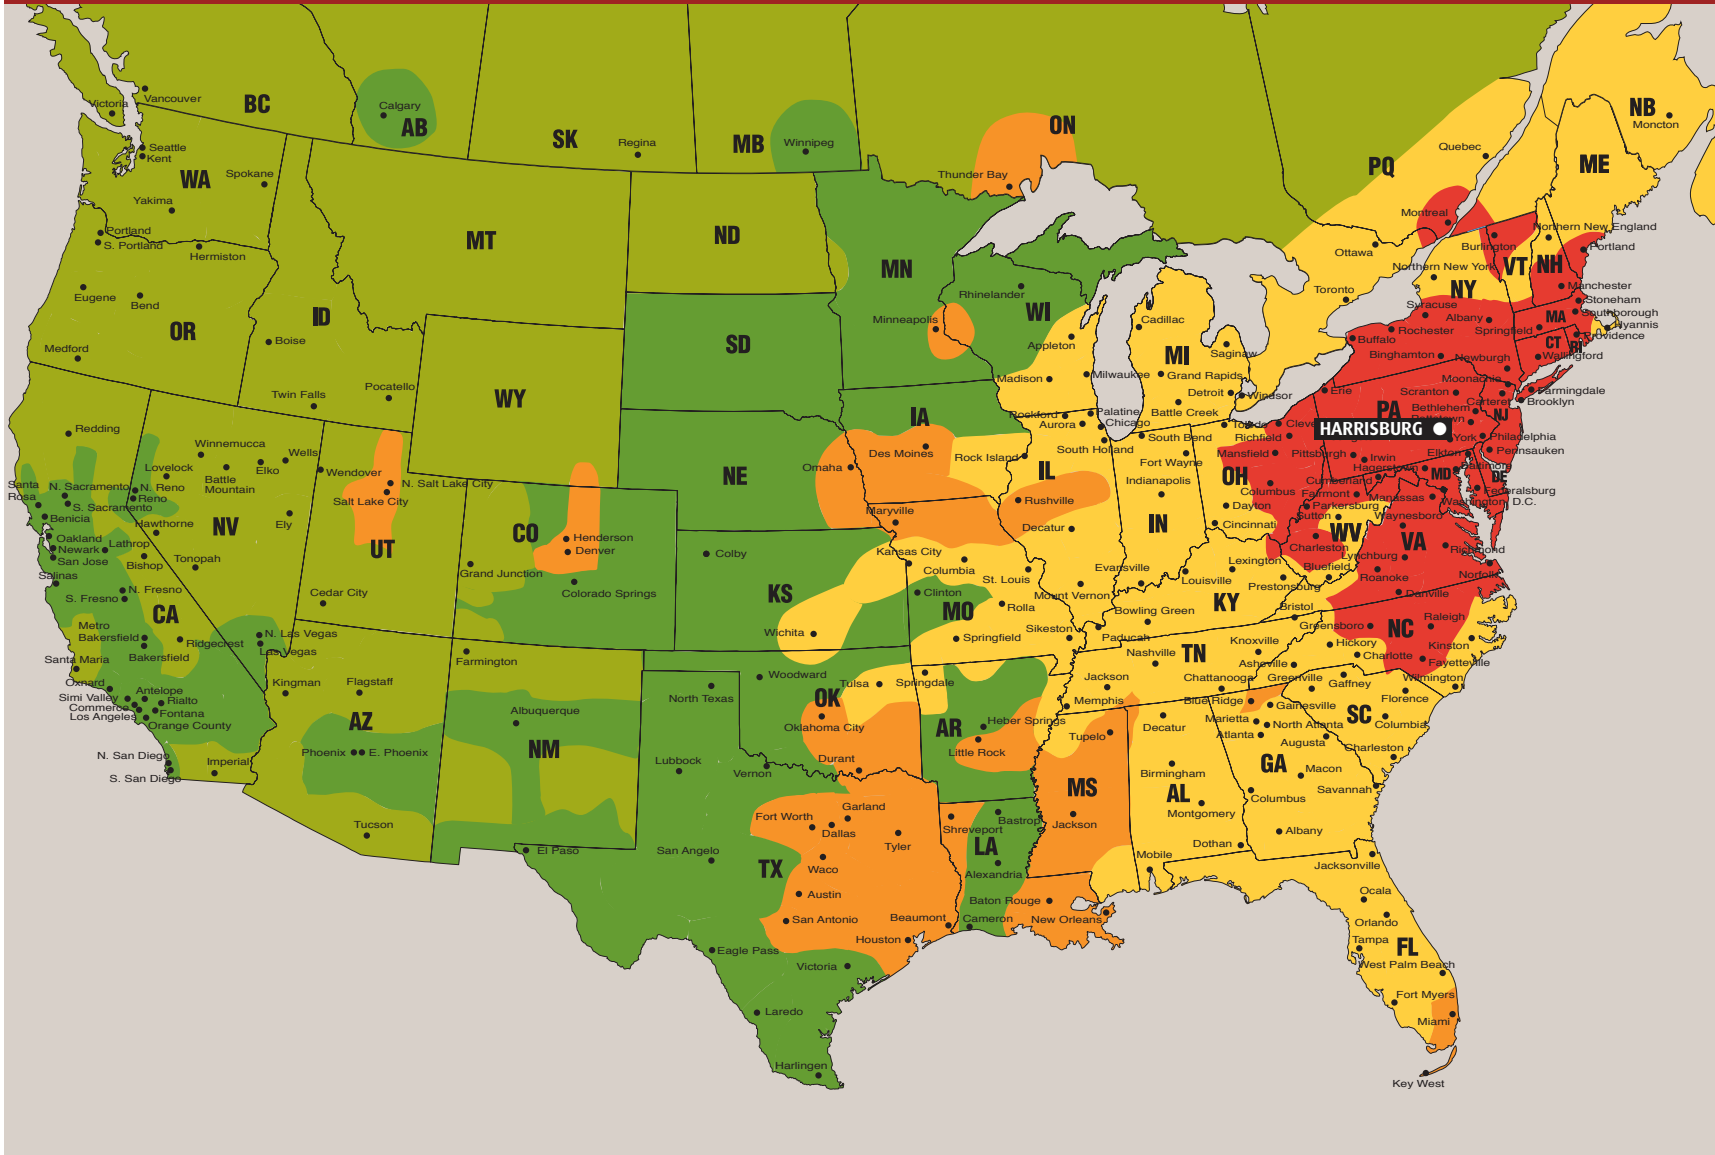 BC
Vancouver
Victoria
Calgary
AB
SK
Regina
MB
Winnipeg
ON
Thunder Bay
PQ
Quebec
Montreal
Ottawa
Toronto
NB
Moncton
ME
Seattle
Kent
WA
Spokane
Yakima
Portland
S. Portland
Hermiston
Eugene
Bend
OR
Medford
ID
Boise
Twin Falls
Pocatello
MT
ND
SD
WY
NE
MN
Minneapolis
WI
Rhinelander
Appleton
Madison
Milwaukee
MI
Cadillac
Saginaw
Grand Rapids
Detroit
Windsor
Battle Creek
Northern New England
Portland
Burlington
Northern New York
VT
NH
NY
Manchester
Stoneham
Southborough
Hyannis
Providence
MA
CT
RI
Syracuse
Albany
Springfield
Rochester
Buffalo
Binghamton
Newburgh
Wallingford
Moonachie
Farmingdale
Brooklyn
Carteret
Scranton
Erie
PA
Bethlehem
Pottstown
NJ
HARRISBURG
York
Philadelphia
Pennsauken
Elkton
Pittsburgh
Irwin
Hagerstown
Baltimore
MD
DE
Cumberland
Federalsburg
Washington, D.C.
Manassas
Fairmont
Parkersburg
Sutton
WV
Waynesboro
VA
Charleston
Lynchburg
Richmond
Bluefield
Roanoke
Norfolk
Danville
Toledo
Richfield
Mansfield
OH
Columbus
Dayton
Cincinnati
IA
Des Moines
Omaha
Rockford
Palatine
Aurora
Chicago
South Holland
Rock Island
IL
Rushville
Decatur
South Bend
Fort Wayne
Indianapolis
IN
Evansville
Mount Vernon
Lexington
Louisville
Prestonsburg
KY
Bowling Green
Paducah
Bristol
Redding
Winnemucca
Wells
Elko
Lovelock
Battle
Mountain
Wendover
N. Salt Lake City
Salt Lake City
Santa
Rosa
N. Sacramento
S. Sacramento
N. Reno
Reno
Benicia
Hawthorne
NV
Ely
UT
Oakland
Newark
Lathrop
San Jose
Bishop
Tonopah
Salinas
N. Fresno
S. Fresno
CA
Cedar City
Metro
Bakersfield
Bakersfield
Ridgecrest
N. Las Vegas
Las Vegas
Santa Maria
Oxnard
Antelope
Simi Valley
Rialto
Commerce
Fontana
Los Angeles
Orange County
N. San Diego
S. San Diego
Imperial
Kingman
Flagstaff
AZ
Phoenix
E. Phoenix
Tucson
CO
Henderson
Denver
Grand Junction
Colorado Springs
Farmington
Albuquerque
NM
Colby
KS
Wichita
Maryville
Kansas City
Columbia
St. Louis
Clinton
MO
Rolla
Springfield
Sikeston
Woodward
OK
Tulsa
Oklahoma City
Durant
Springdale
AR
Heber Springs
Little Rock
North Texas
Lubbock
Vernon
Fort Worth
Garland
Dallas
Tyler
El Paso
San Angelo
TX
Waco
Austin
San Antonio
Beaumont
Houston
Eagle Pass
Victoria
Laredo
Harlingen
Shreveport
Bastrop
LA
Alexandria
Baton Rouge
Cameron
New Orleans
MS
Tupelo
Jackson
Nashville
TN
Knoxville
Jackson
Memphis
Chattanooga
Greensboro
Raleigh
NC
Hickory
Kinston
Charlotte
Fayetteville
Asheville
Greenville
Gaffney
Wilmington
Florence
SC
Columbia
Charleston
Blue Ridge
Gainesville
Marietta
North Atlanta
Atlanta
Augusta
GA
Macon
Savannah
Columbus
Albany
Decatur
Birmingham
AL
Montgomery
Dothan
Mobile
Jacksonville
Ocala
Orlando
Tampa
FL
West Palm Beach
Fort Myers
Miami
Key West